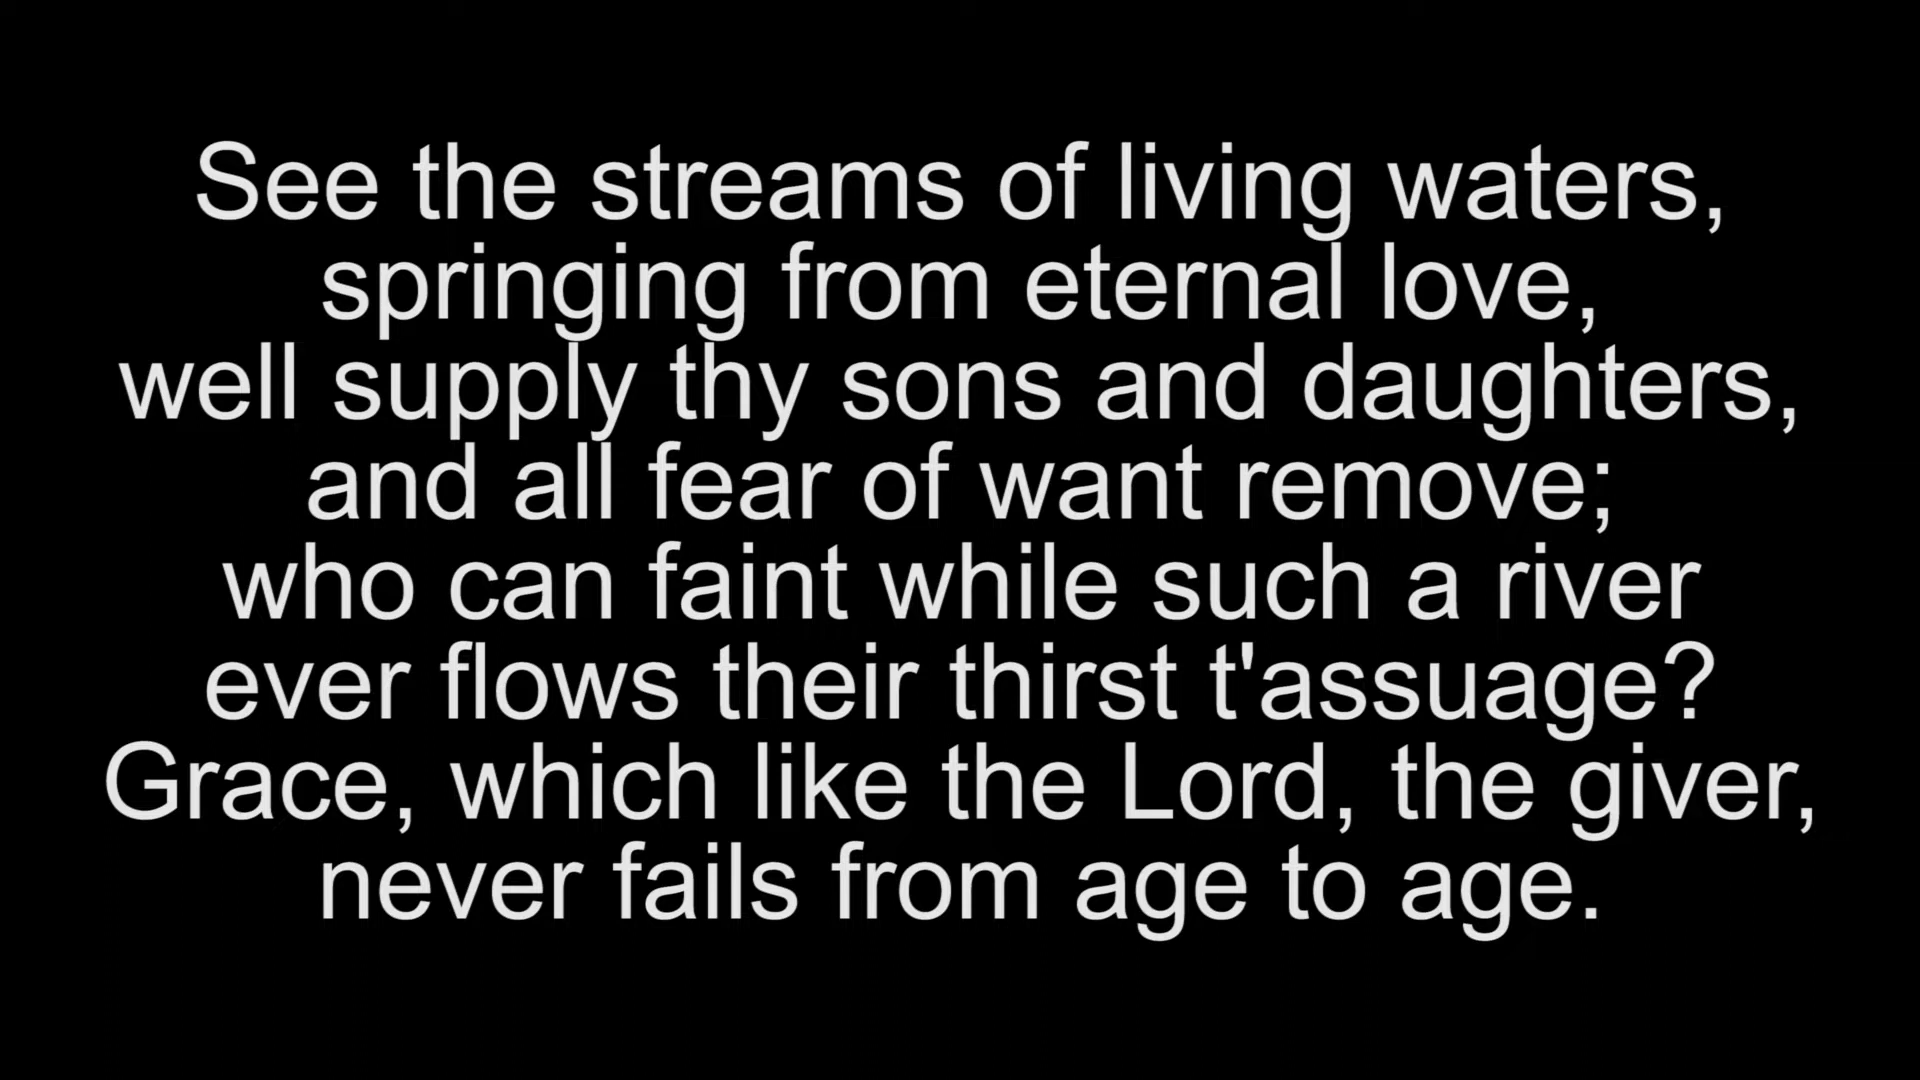 See the streams of living waters,
springing from eternal love,
well supply thy sons and daughters,
and all fear of want remove;
who can faint while such a river
ever flows their thirst t'assuage?
Grace, which like the Lord, the giver,
never fails from age to age.